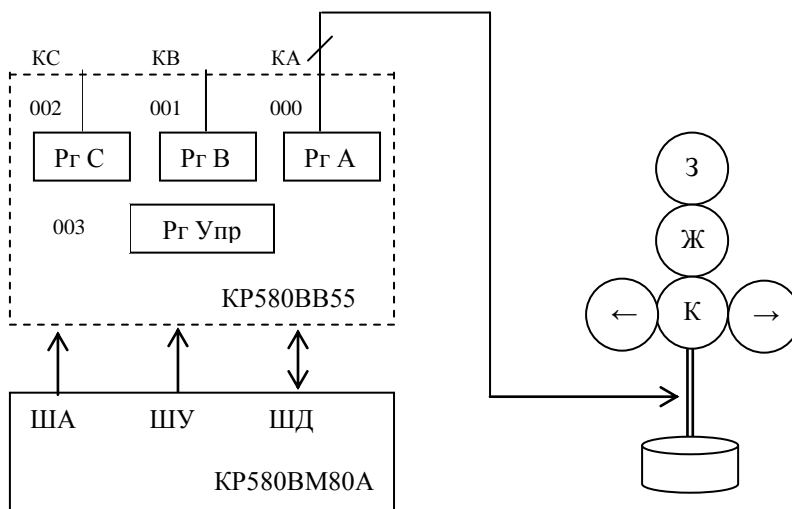 КС КВ КА
002 001 000
Рг С Рг В Рг А
003 Рг Упр
КР580ВВ55
ША ШУ ШД
КР580ВМ80А
З
Ж
← К →